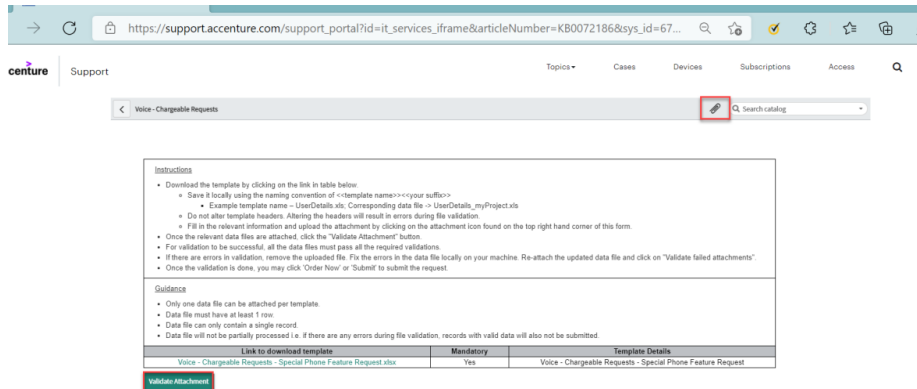 https://support.accenture.com/support_portal?id=it_services_iframe&articleNumber=KB0072186&sys_id=67...
centure Support Topics Cases Devices Subscriptions Access
Voice - Chargeable Requests Search catalog
Instructions
• Download the template by clicking on the link in table below.
o Save it locally using the naming convention of <<template name>><<your suffix>>
▪ Example template name – UserDetails.xls; Corresponding data file -> UserDetails_myProject.xls
o Do not alter template headers. Altering the headers will result in errors during file validation.
o Fill in the relevant information and upload the attachment by clicking on the attachment icon found on the top right hand corner of this form.
• Once the relevant data files are attached, click the "Validate Attachment" button.
• For validation to be successful, all the data files must pass all the required validations.
• If there are errors in validation, remove the uploaded file. Fix the errors in the data file locally on your machine. Re-attach the updated data file and click on "Validate failed attachments".
• Once the validation is done, you may click 'Order Now' or 'Submit' to submit the request.
Guidance
• Only one data file can be attached per template.
• Data file must have at least 1 row.
• Data file can only contain a single record.
• Data file will not be partially processed i.e. if there are any errors during file validation, records with valid data will also not be submitted.
Link to download template Mandatory Template Details
Voice - Chargeable Requests - Special Phone Feature Request.xlsx Yes Voice - Chargeable Requests - Special Phone Feature Request
Validate Attachment